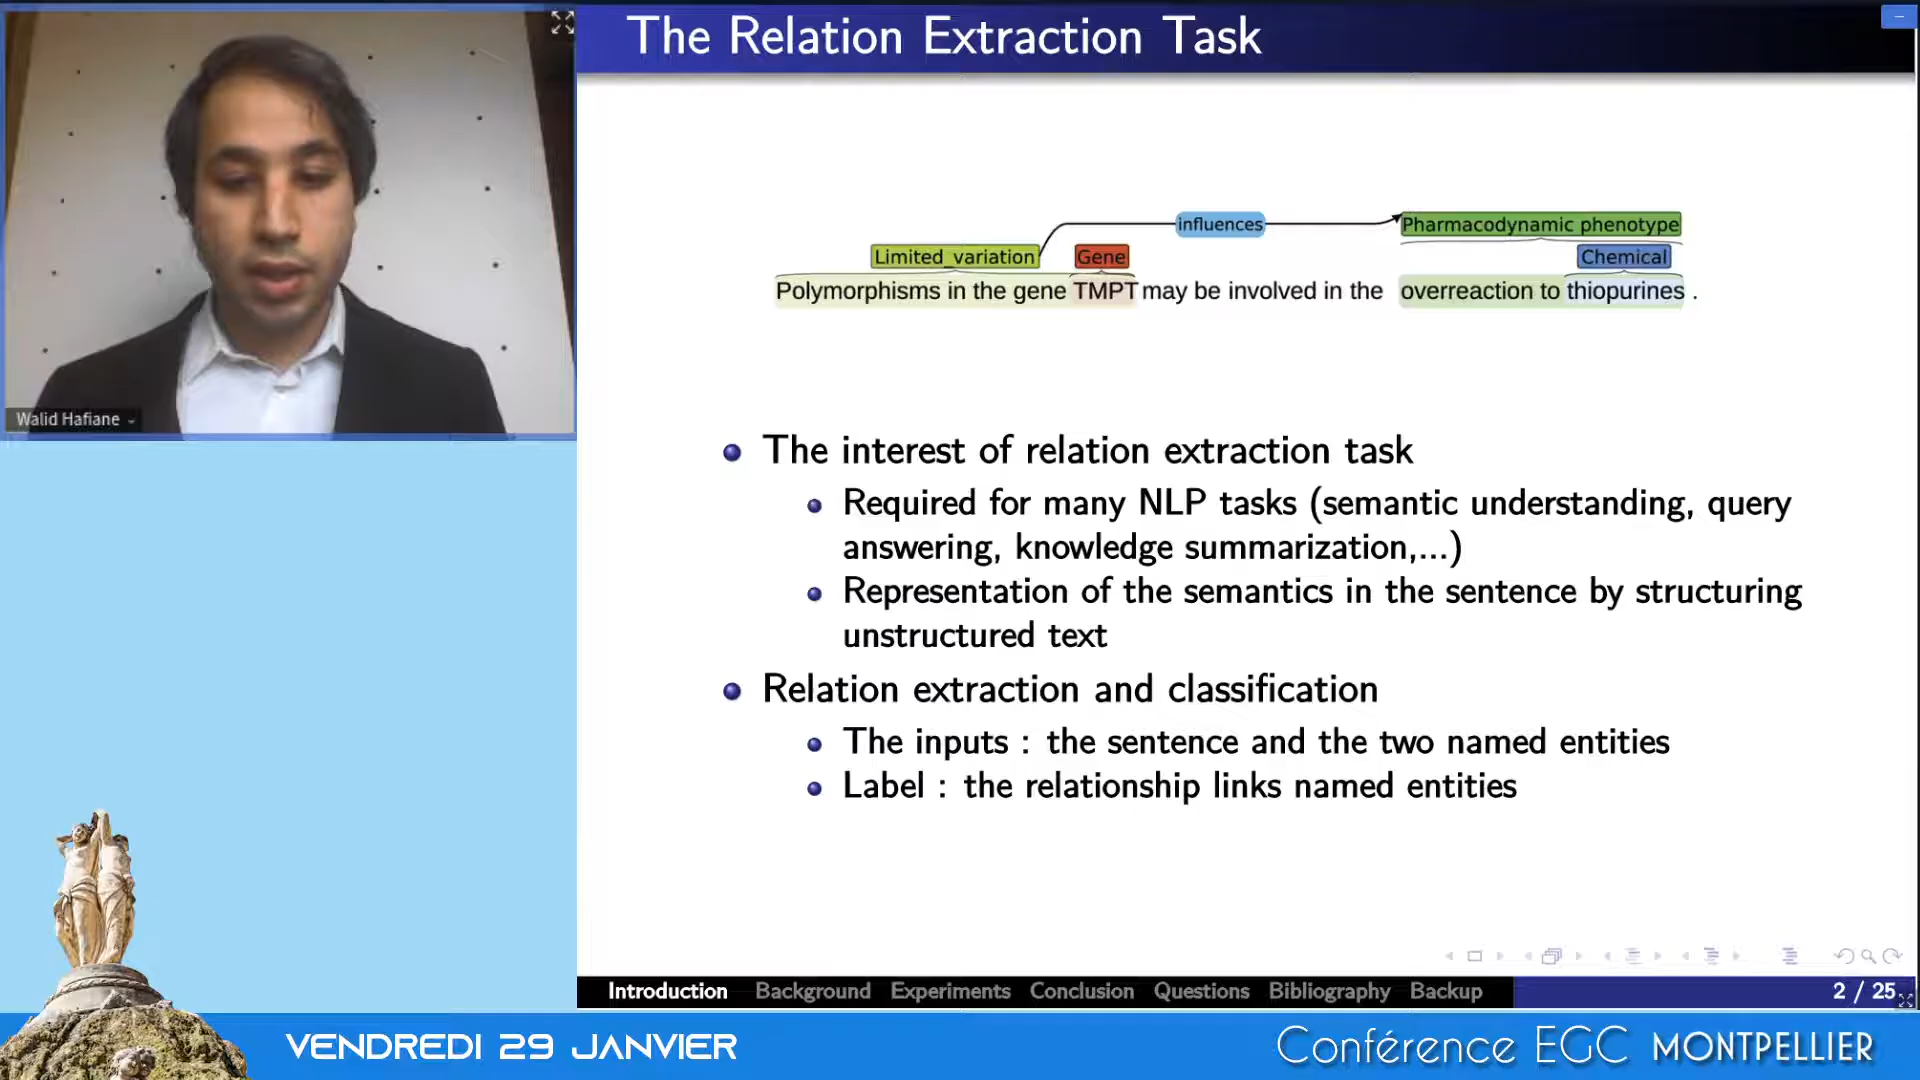 The Relation Extraction Task
influences
Pharmacodynamic phenotype
Limited_variation
Gene
Chemical
Polymorphisms in the gene TMPT may be involved in the overreaction to thiopurines .
Walid Hafiane
The interest of relation extraction task
Required for many NLP tasks (semantic understanding, query
answering, knowledge summarization,...)
Representation of the semantics in the sentence by structuring
unstructured text
Relation extraction and classification
The inputs : the sentence and the two named entities
Label : the relationship links named entities
Introduction Background Experiments Conclusion Questions Bibliography Backup
2 / 25
VENDREDI 29 JANVIER
Conférence EGC MONTPELLIER